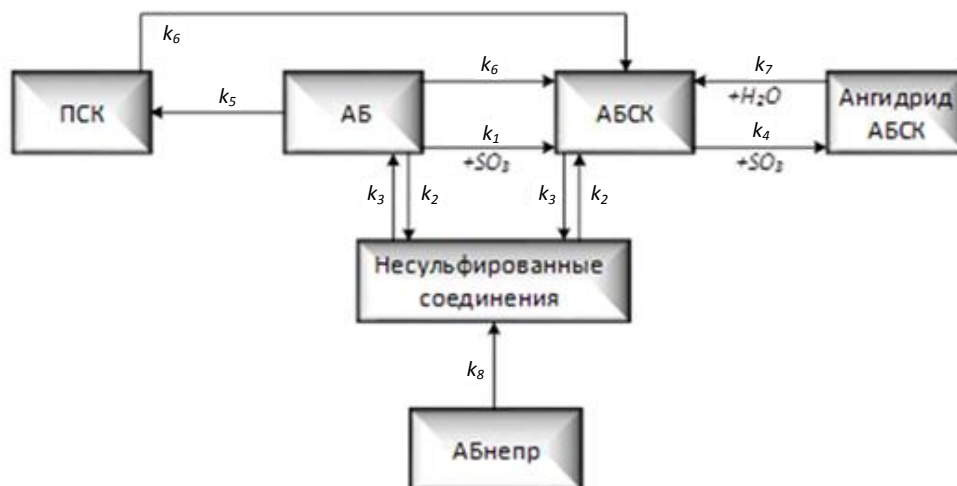 k₆
ПСК
k₅
АБ
k₆
k₁
+SO₃
АБСК
k₇
+H₂O
k₄
+SO₃
Ангидрид
АБСК
k₃
k₂
k₃
k₂
Несульфированные
соединения
k₈
АБнепр